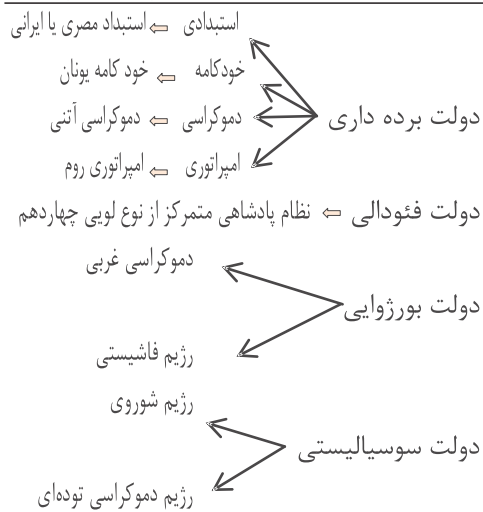 استبدادی ⇦ استبداد مصری یا ایرانی
خودکامه ⇦ خود کامه یونان
دولت برده داری
دموکراسی ⇦ دموکراسی آتنی
امپراتوری ⇦ امپراتوری روم
دولت فئودالی ⇦ نظام پادشاهی متمرکز از نوع لویی چهاردهم
دموکراسی غربی
دولت بورژوایی
رژیم فاشیستی
رژیم شوروی
دولت سوسیالیستی
رژیم دموکراسی توده‌ای